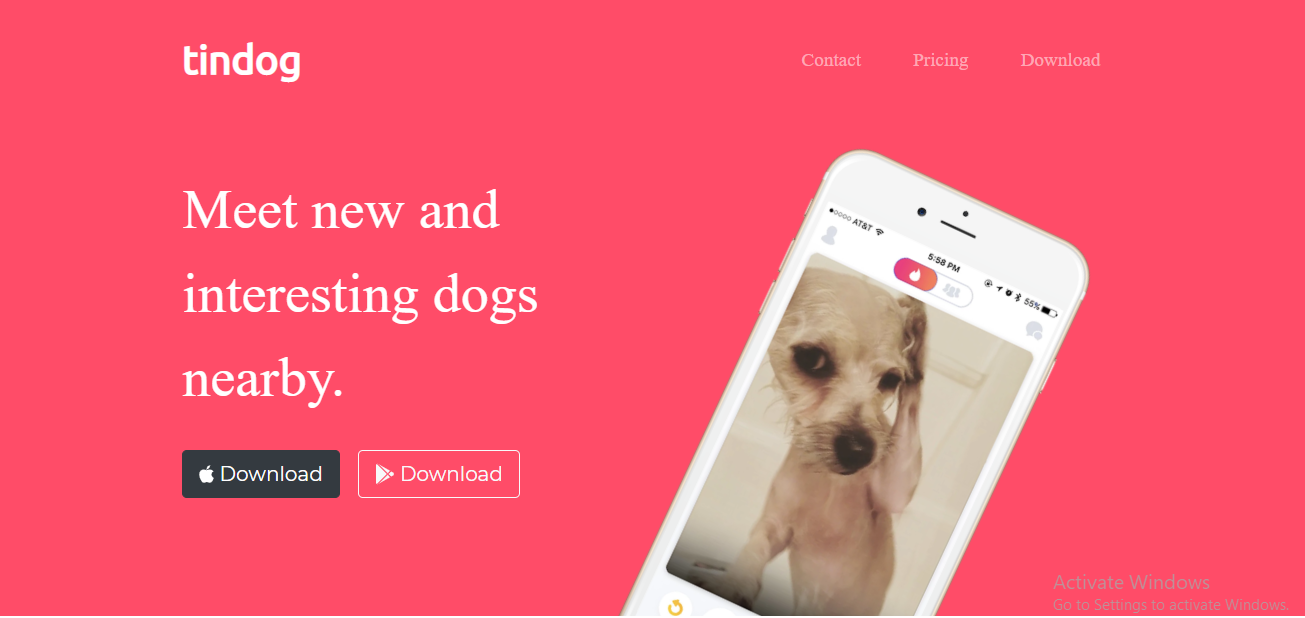 tindog
Contact Pricing Download
Meet new and
interesting dogs
nearby.
Download Download
AT&T
5:58 PM
55%
Activate Windows
Go to Settings to activate Windows.